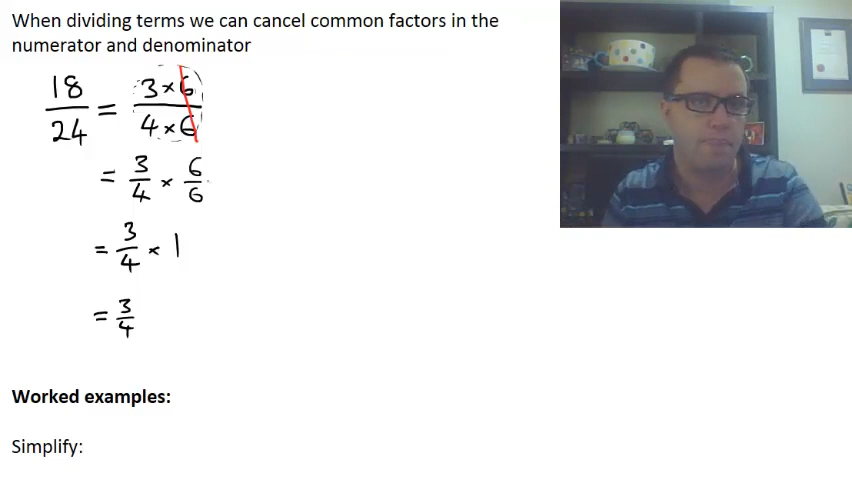 When dividing terms we can cancel common factors in the
numerator and denominator
18/24 = 3×6/4×6
= 3/4 × 6/6
= 3/4 × 1
= 3/4
Worked examples:
Simplify: